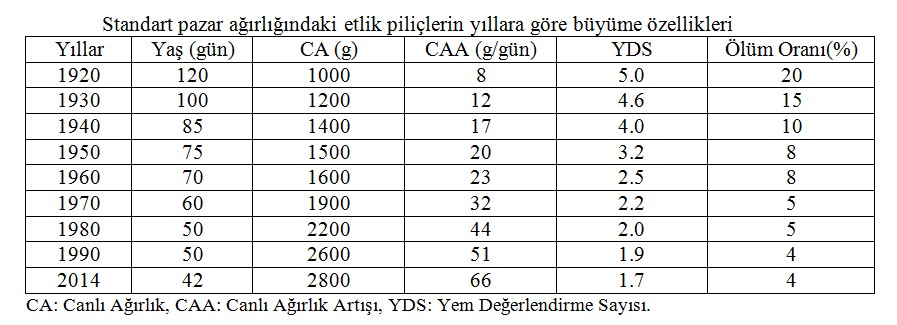 Standart pazar ağırlığındaki etlik piliçlerin yıllara göre büyüme özellikleri
Yıllar Yaş (gün) CA (g) CAA (g/gün) YDS Ölüm Oranı(%)
1920 120 1000 8 5.0 20
1930 100 1200 12 4.6 15
1940 85 1400 17 4.0 10
1950 75 1500 20 3.2 8
1960 70 1600 23 2.5 8
1970 60 1900 32 2.2 5
1980 50 2200 44 2.0 5
1990 50 2600 51 1.9 4
2014 42 2800 66 1.7 4
CA: Canlı Ağırlık, CAA: Canlı Ağırlık Artışı, YDS: Yem Değerlendirme Sayısı.